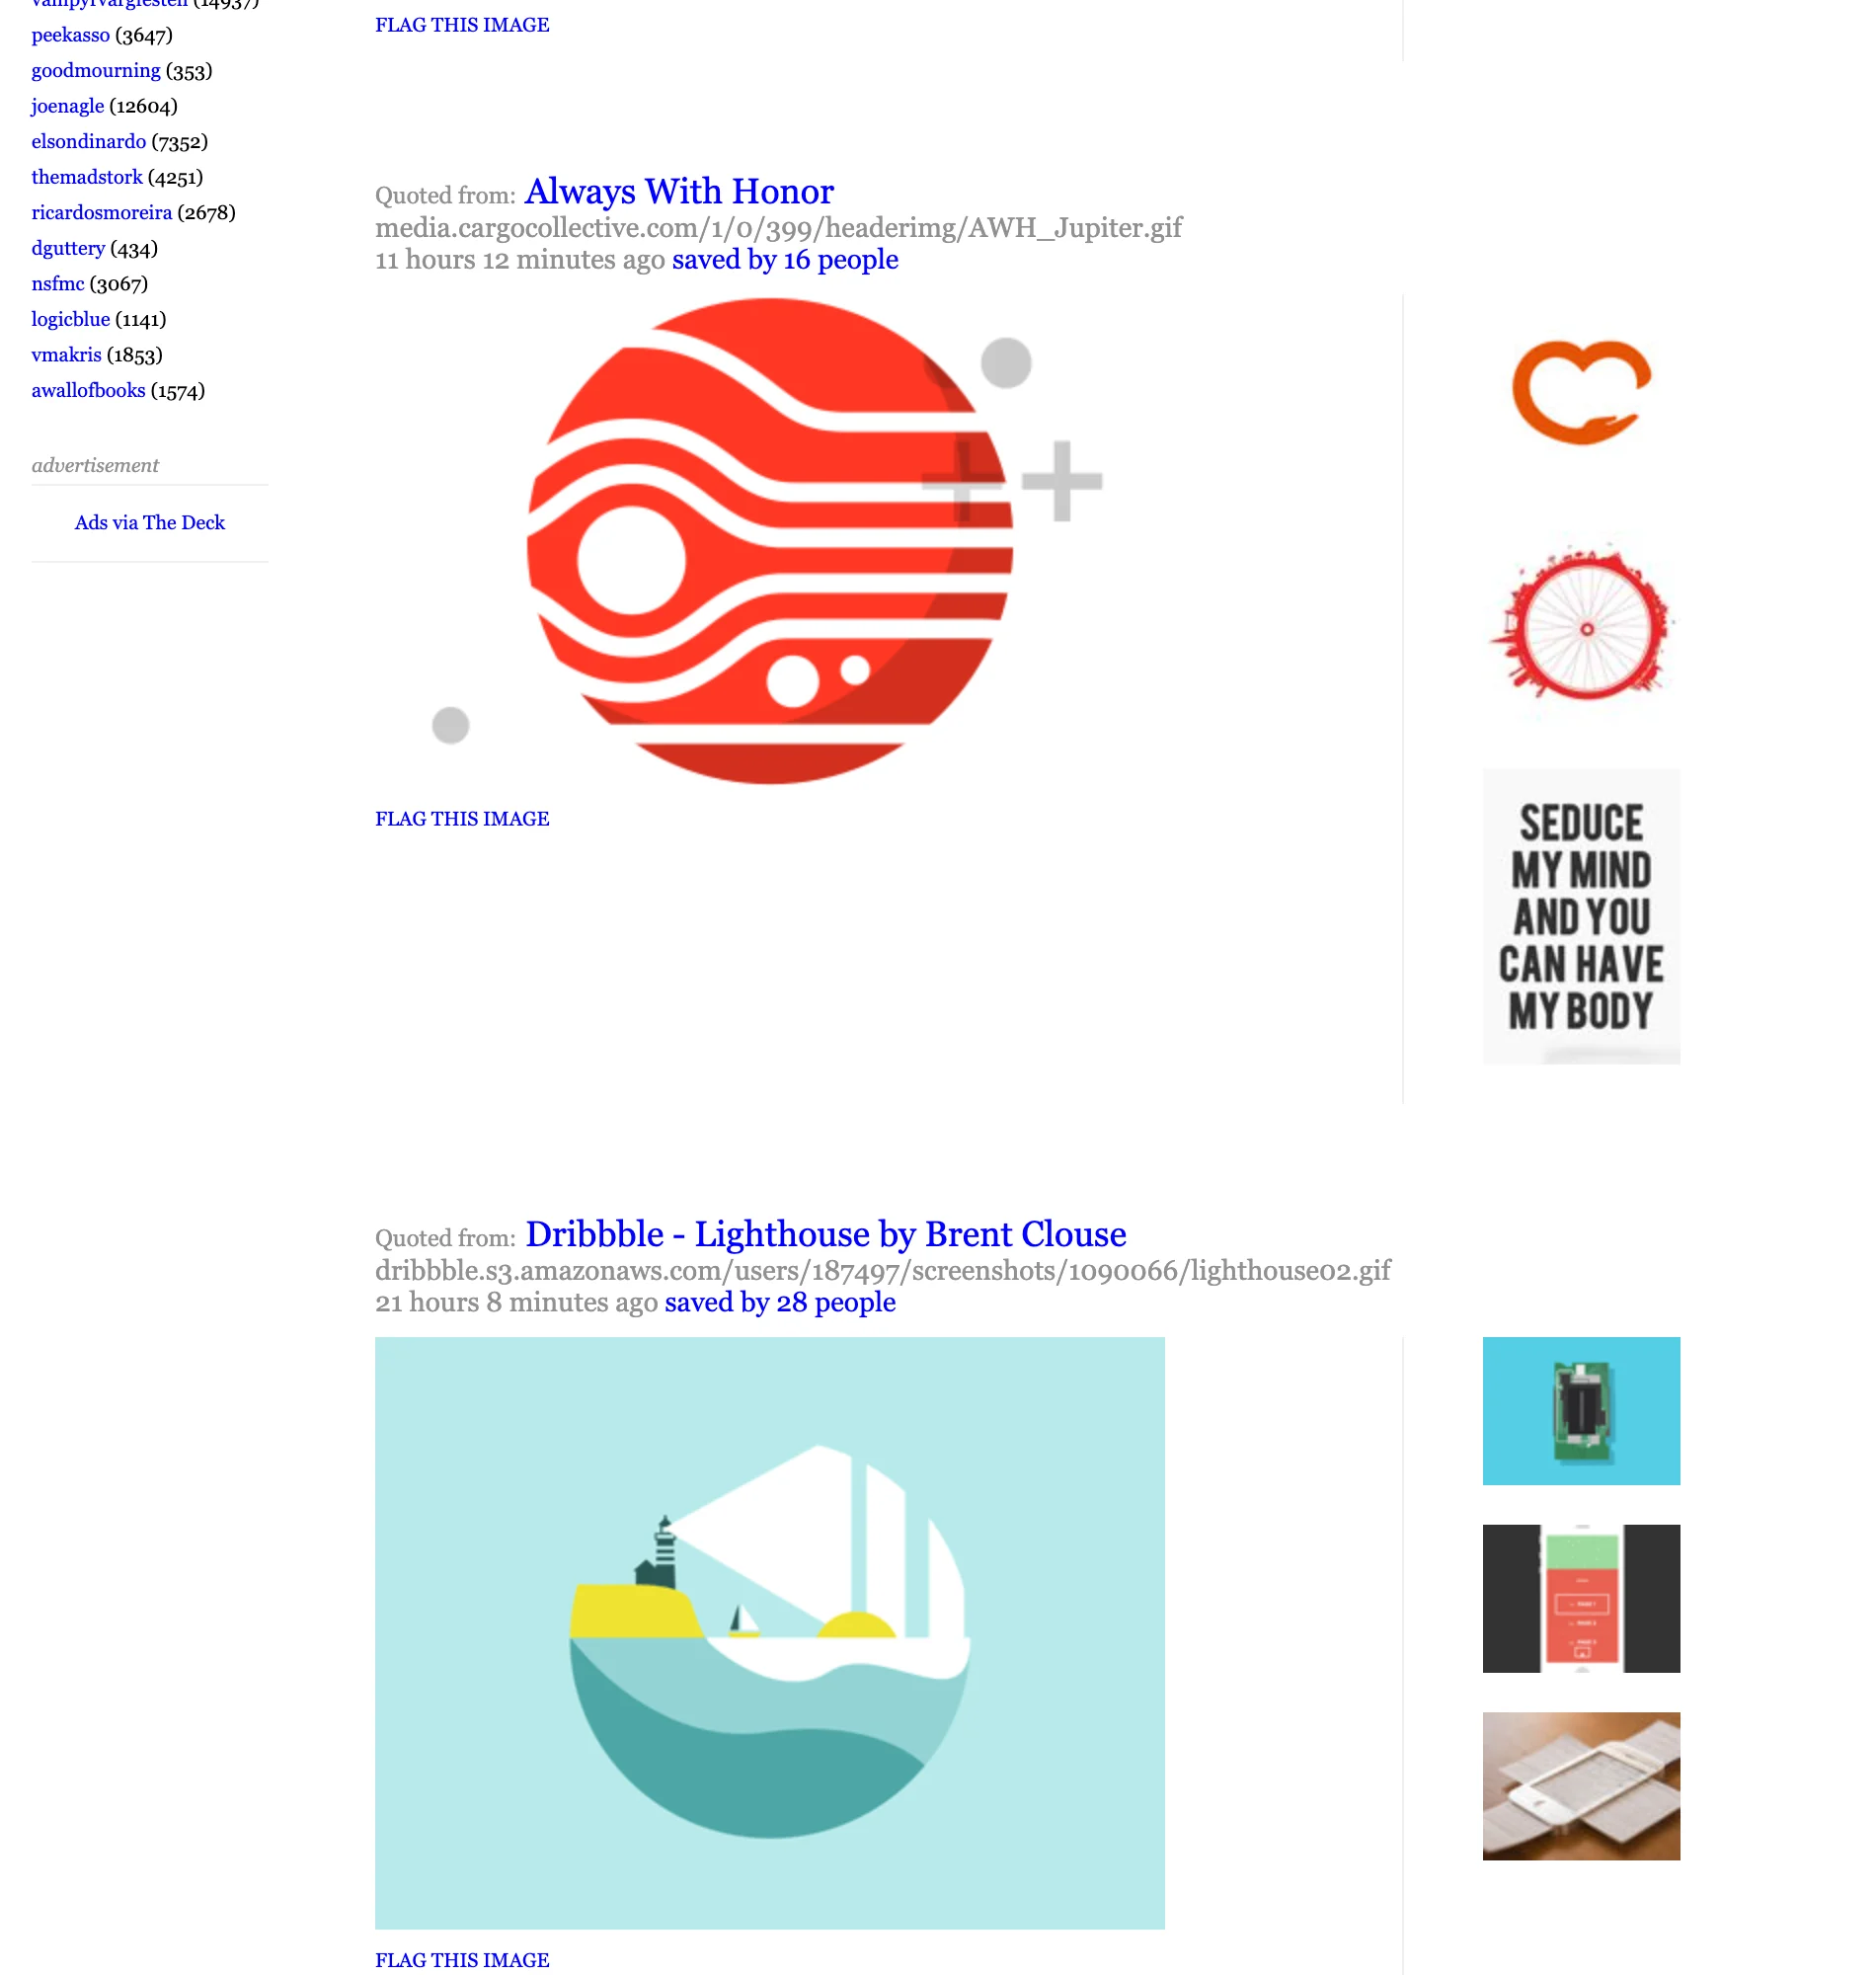 peekasso (3647)
goodmourning (353)
joenagle (12604)
elsondinardo (7352)
themadstork (4251)
ricardosmoreira (2678)
dguttery (434)
nsfmc (3067)
logicblue (1141)
vmakris (1853)
awallofbooks (1574)
advertisement
Ads via The Deck
FLAG THIS IMAGE
Quoted from: Always With Honor
media.cargocollective.com/1/0/399/headerimg/AWH_Jupiter.gif
11 hours 12 minutes ago saved by 16 people
FLAG THIS IMAGE
SEDUCE
MY MIND
AND YOU
CAN HAVE
MY BODY
Quoted from: Dribbble - Lighthouse by Brent Clouse
dribbble.s3.amazonaws.com/users/187497/screenshots/1090066/lighthouse02.gif
21 hours 8 minutes ago saved by 28 people
FLAG THIS IMAGE